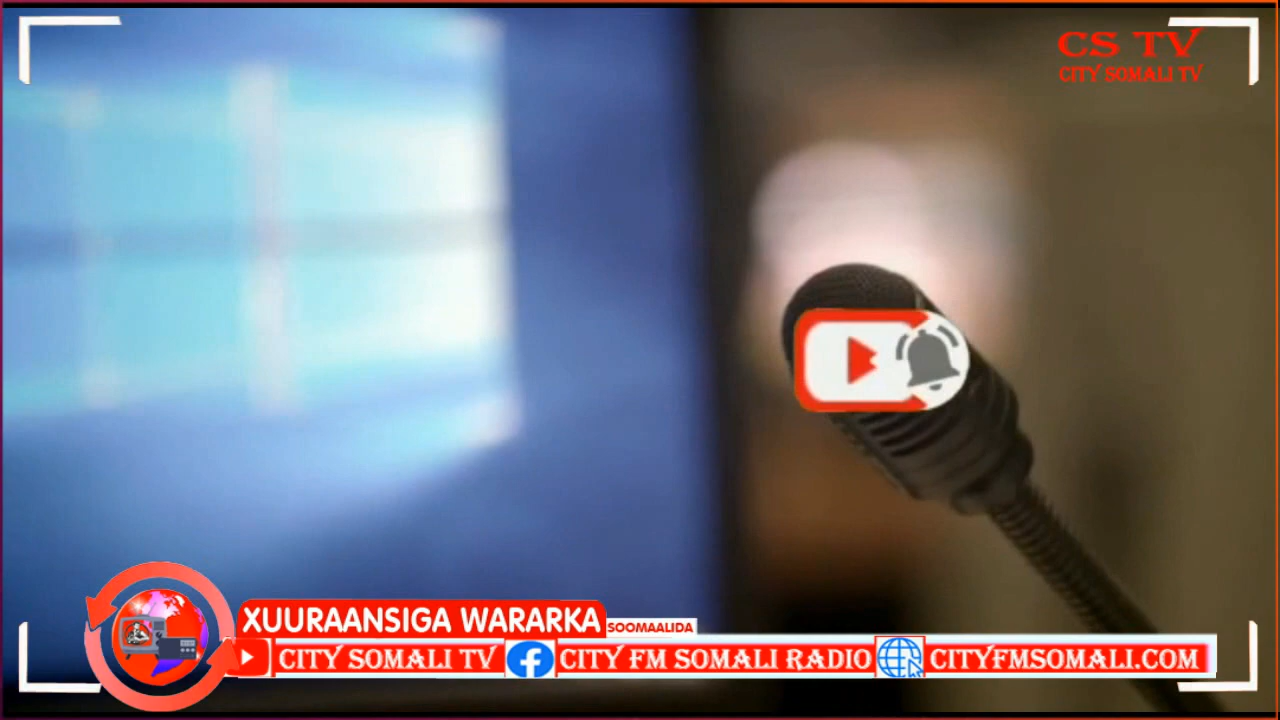 CS TV
CITY SOMALI TV
XUURAANSIGA WARARKA
SOOMAALIDA
CITY SOMALI TV CITY FM SOMALI RADIO CITYFMSOMALI.COM